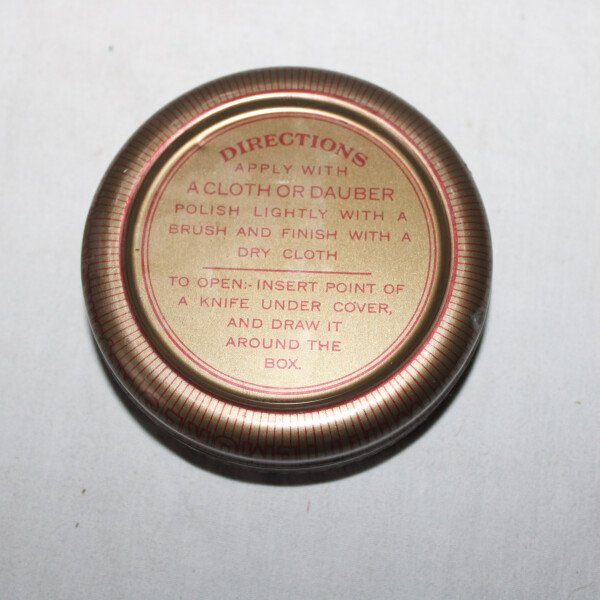 DIRECTIONS
APPLY WITH
A CLOTH OR DAUBER
POLISH LIGHTLY WITH A
BRUSH AND FINISH WITH A
DRY CLOTH
TO OPEN:- INSERT POINT OF
A KNIFE UNDER COVER,
AND DRAW IT
AROUND THE
BOX.